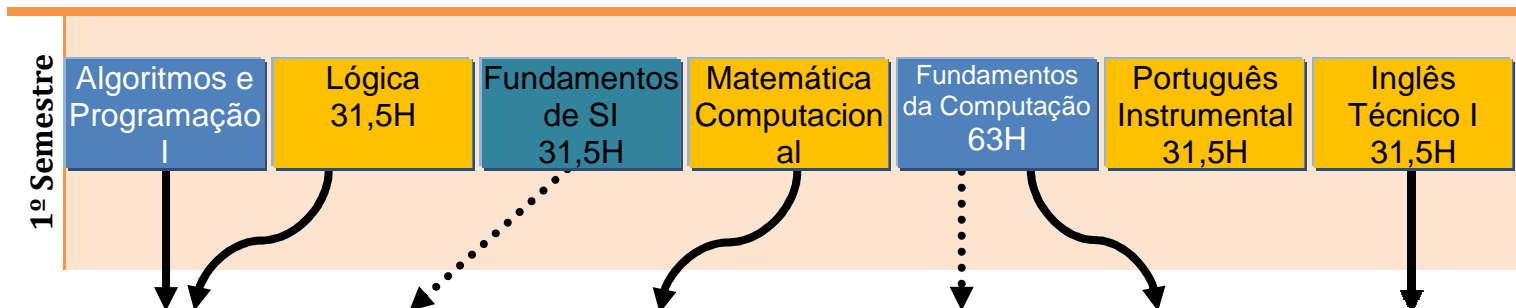 1º Semestre
Algoritmos e
Programação
I
Lógica
31,5H
Fundamentos
de SI
31,5H
Matemática
Computacion
al
Fundamentos
da Computação
63H
Português
Instrumental
31,5H
Inglês
Técnico I
31,5H